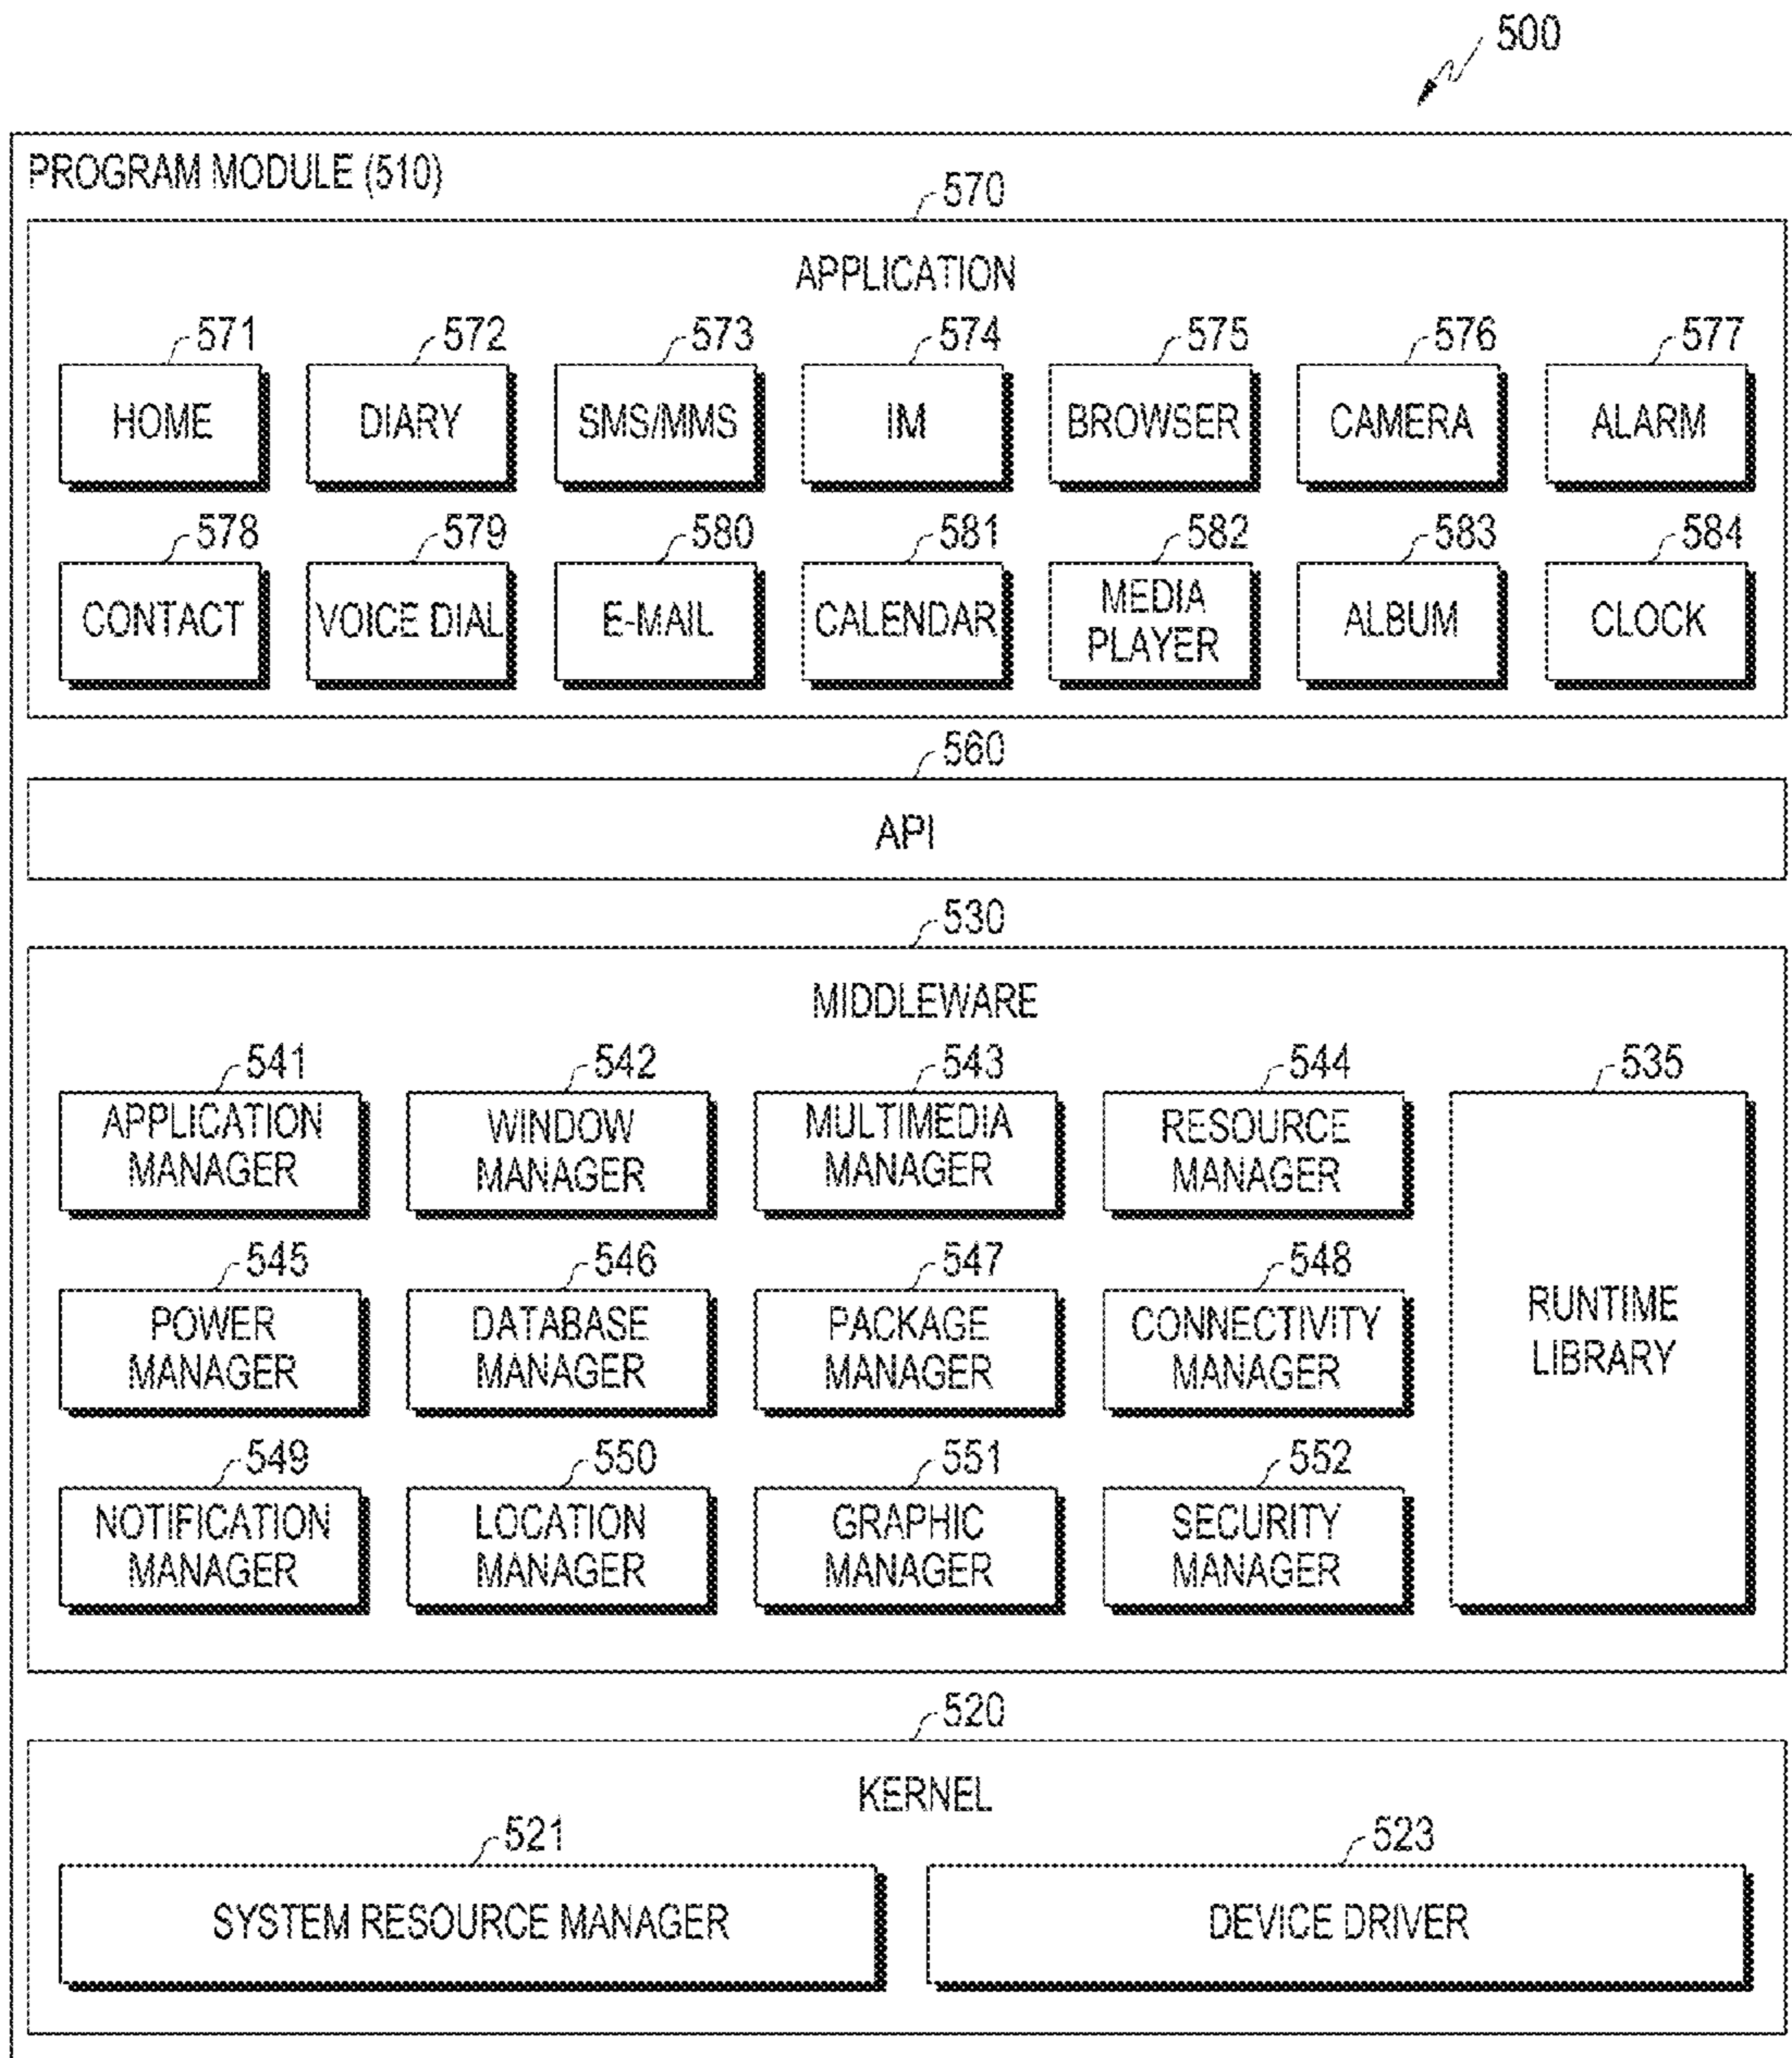 500
PROGRAM MODULE (510)
570
APPLICATION
571 572 573 574 575 576 577
HOME DIARY SMS/MMS IM BROWSER CAMERA ALARM
578 579 580 581 582 583 584
CONTACT VOICE DIAL E-MAIL CALENDAR MEDIA PLAYER ALBUM CLOCK
560
API
530
MIDDLEWARE
541 542 543 544 535
APPLICATION MANAGER WINDOW MANAGER MULTIMEDIA MANAGER RESOURCE MANAGER
545 546 547 548
POWER MANAGER DATABASE MANAGER PACKAGE MANAGER CONNECTIVITY MANAGER RUNTIME LIBRARY
549 550 551 552
NOTIFICATION MANAGER LOCATION MANAGER GRAPHIC MANAGER SECURITY MANAGER
520
KERNEL
521 523
SYSTEM RESOURCE MANAGER DEVICE DRIVER